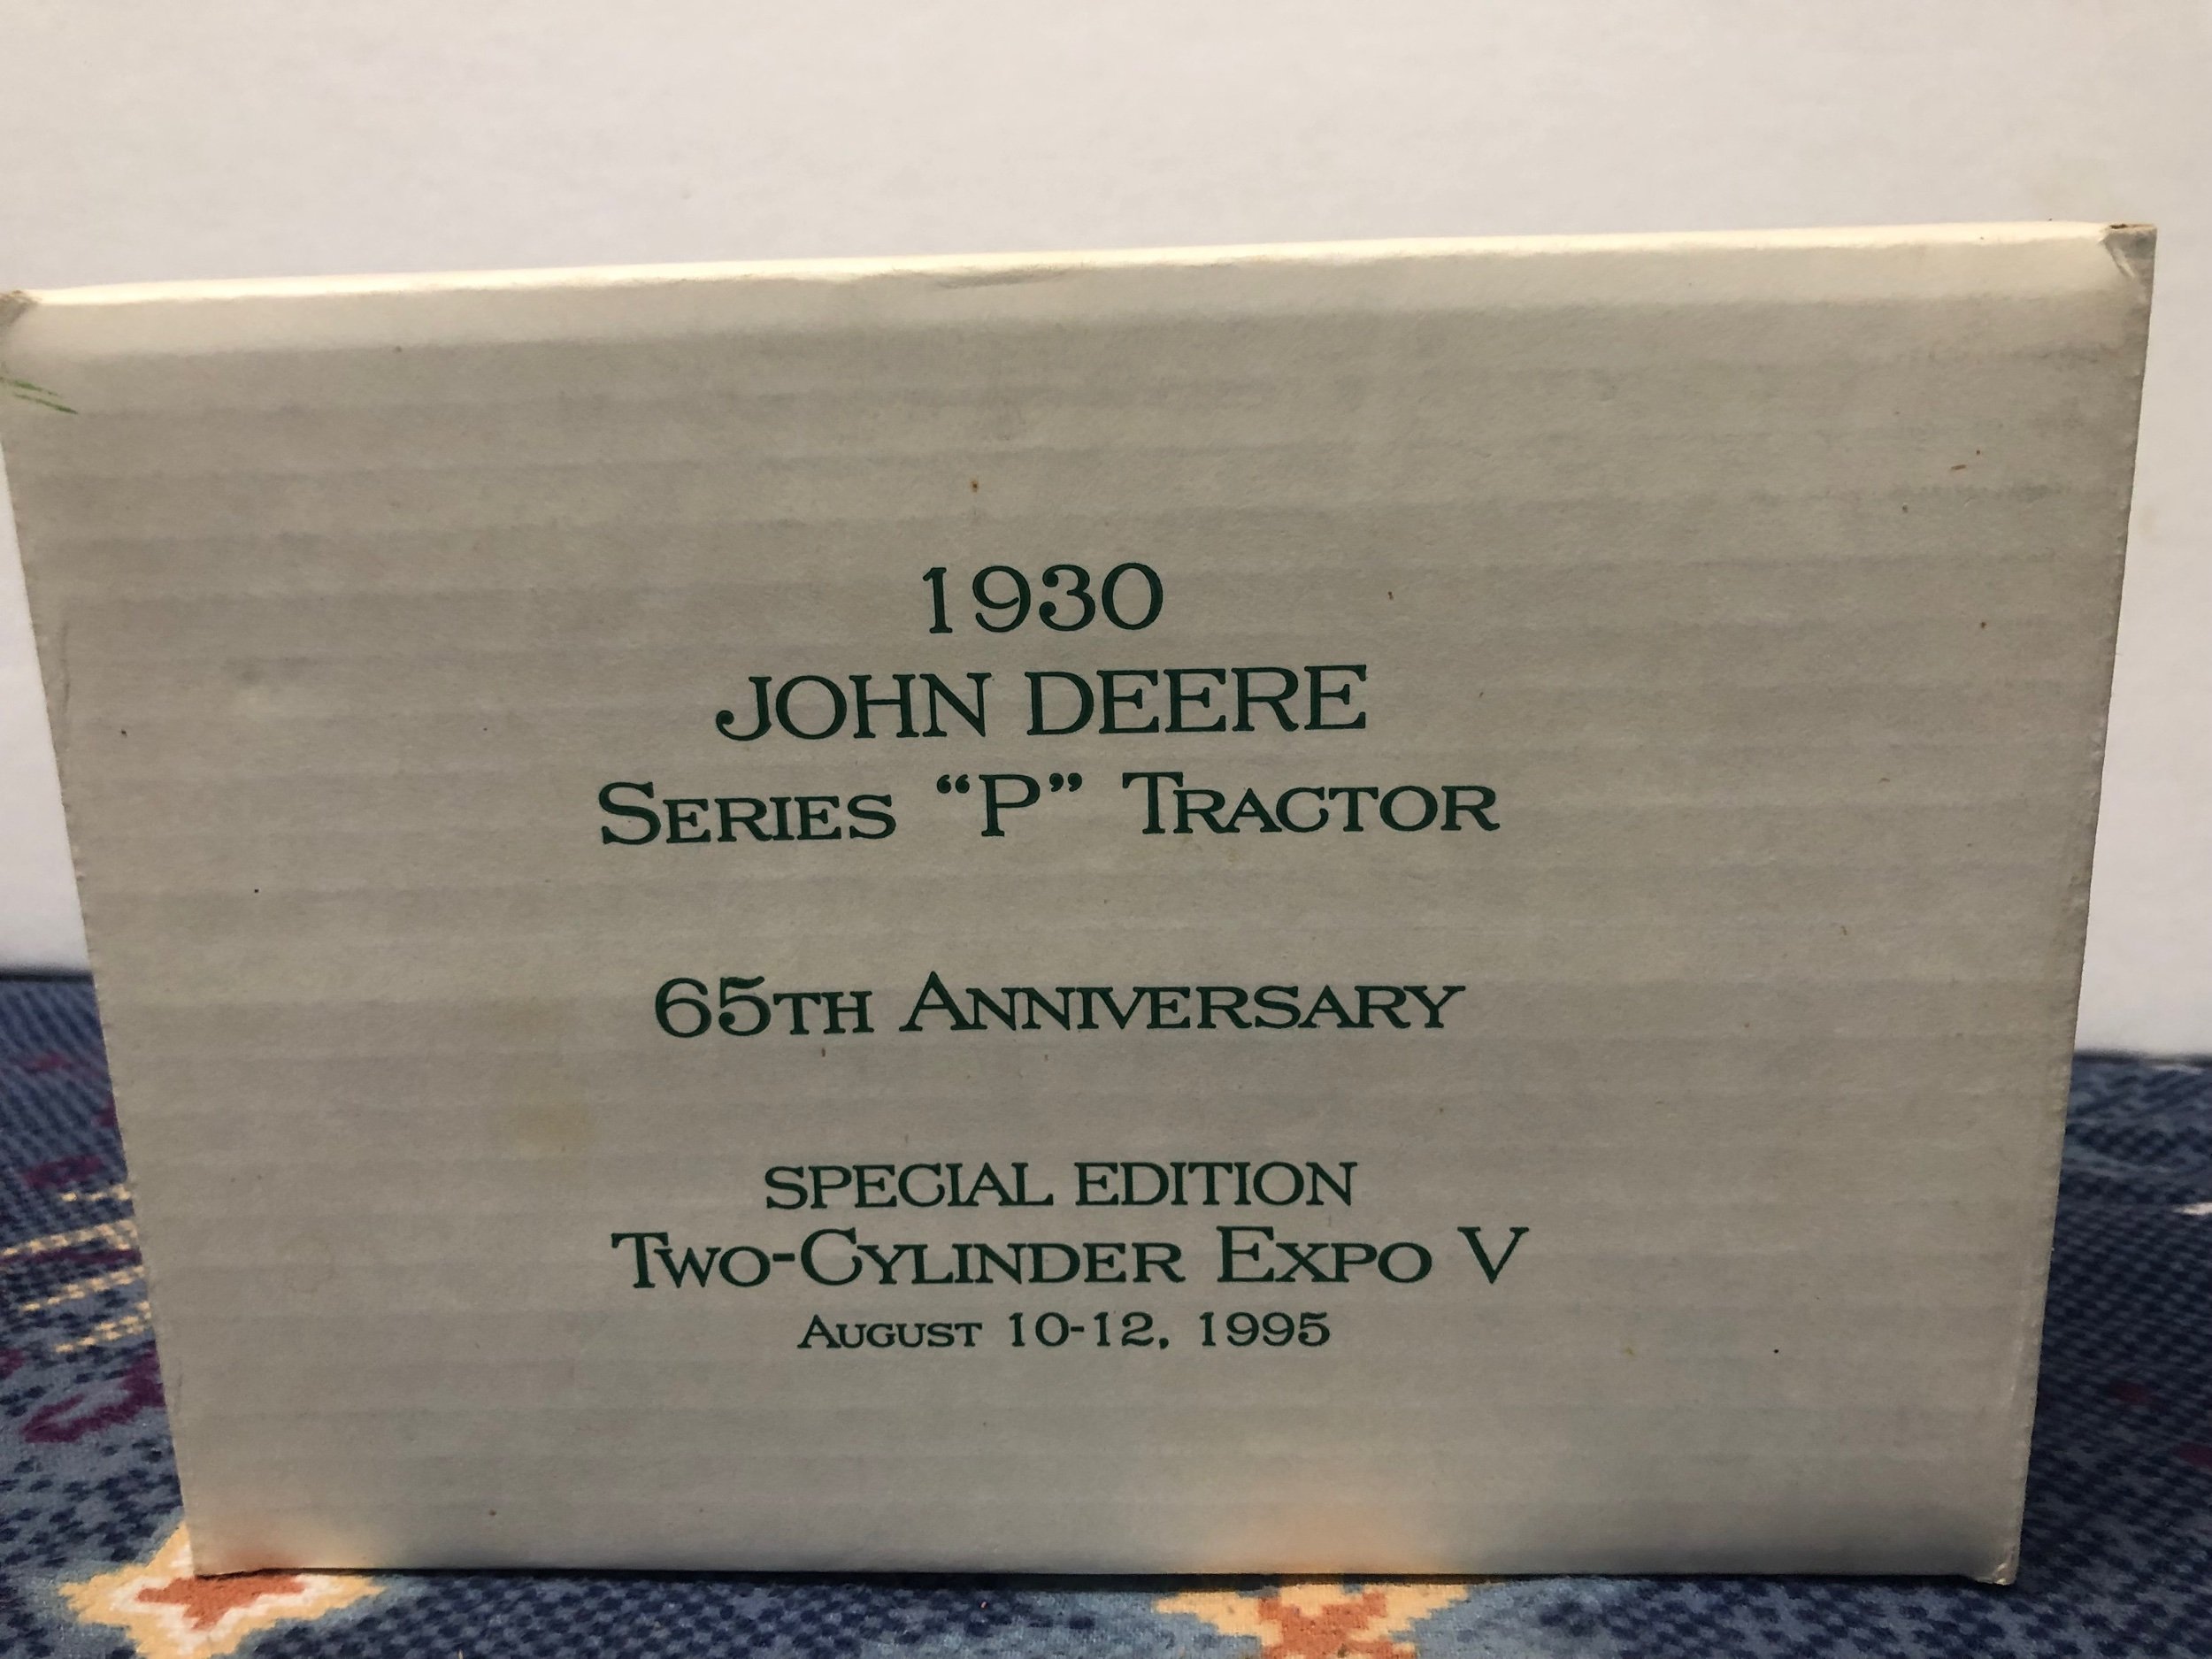 1930
JOHN DEERE
SERIES “P” TRACTOR
65TH ANNIVERSARY
SPECIAL EDITION
TWO-CYLINDER EXPO V
AUGUST 10-12, 1995